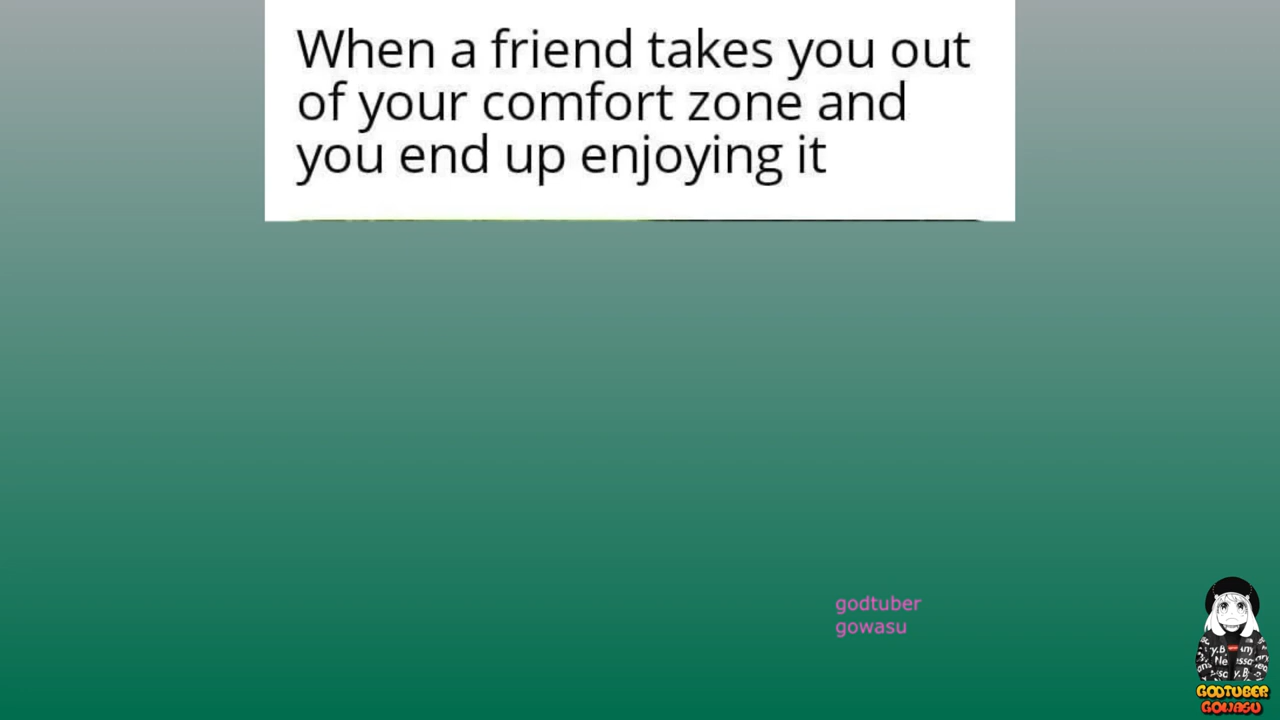 When a friend takes you out
of your comfort zone and
you end up enjoying it
godtuber
gowasu
GODTUBER
GOWASU